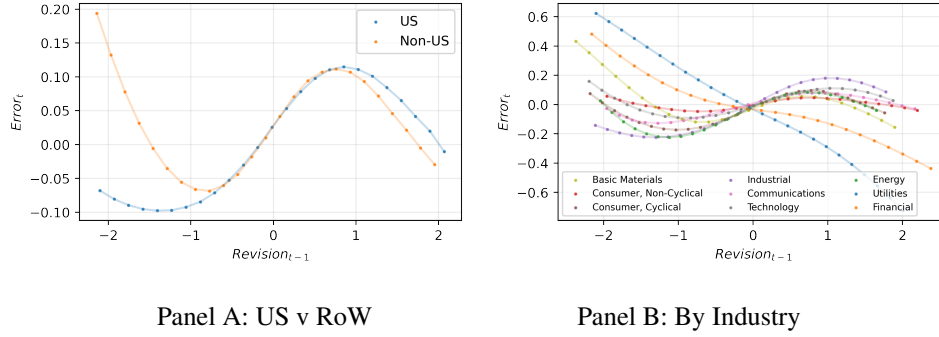 US
Non-US
0.20
0.15
0.10
0.05
0.00
−0.05
−0.10
Error_t
−2
−1
0
1
2
Revision_{t−1}
Panel A: US v RoW
0.6
0.4
0.2
0.0
−0.2
−0.4
−0.6
Error_t
Basic Materials
Consumer, Non-Cyclical
Consumer, Cyclical
Industrial
Communications
Technology
Energy
Utilities
Financial
−2
−1
0
1
2
Revision_{t−1}
Panel B: By Industry